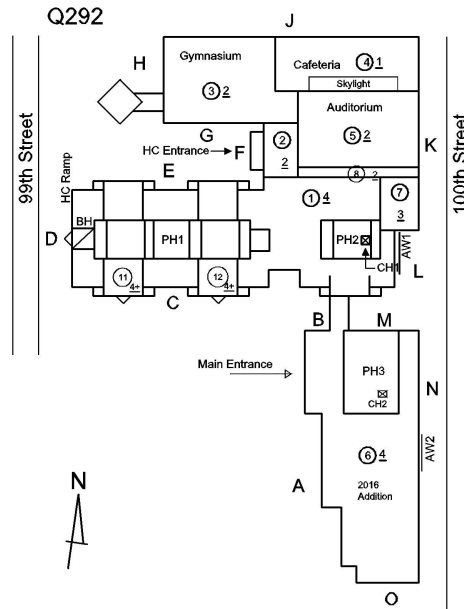 Q292
J
Gymnasium
H
Cafeteria
4 1
3 2
Skylight
Auditorium
G
2
5 2
HC Entrance
F
K
2
8 2
99th Street
100th Street
HC Ramp
E
1 4
7
3
BH
D
PH1
PH2
AW1
CH1
L
11
4+
12
4+
C
B
M
Main Entrance
PH3
N
CH2
6 4
AW2
A
2016
Addition
N
O